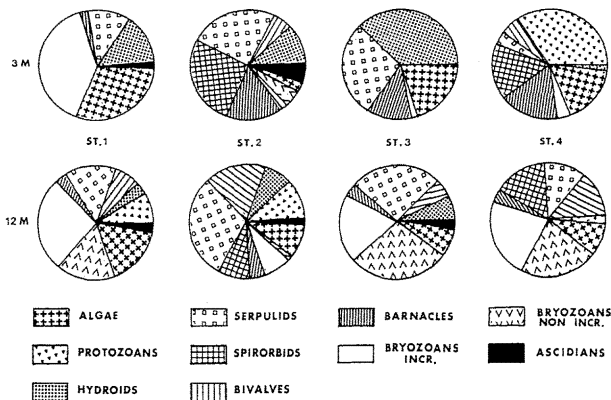 3 M
ST.1
ST.2
ST.3
ST.4
12 M
ALGAE
SERPULIDS
BARNACLES
BRYOZOANS
NON INCR.
PROTOZOANS
SPIRORBIDS
BRYOZOANS
INCR.
ASCIDIANS
HYDROIDS
BIVALVES